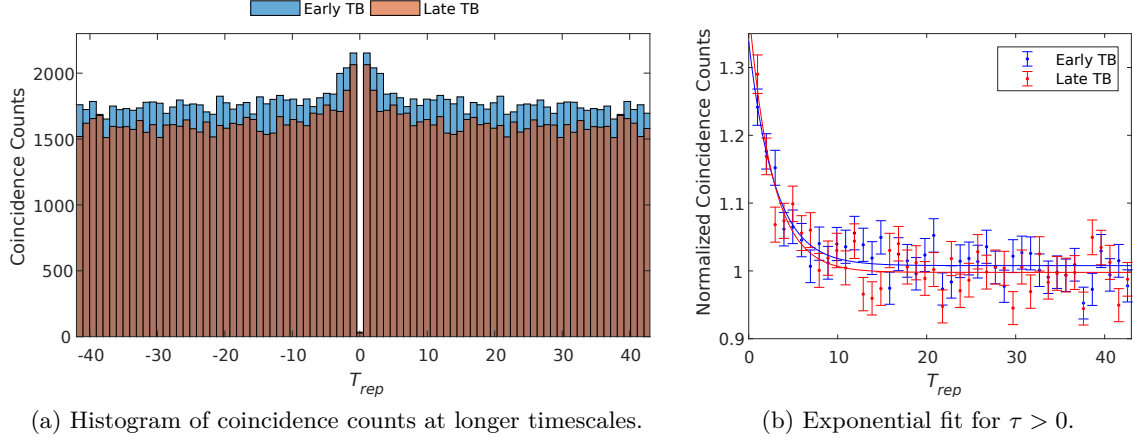 Early TB Late TB
2000
1500
1000
500
0
Coincidence Counts
-40 -30 -20 -10 0 10 20 30 40
T_rep
(a) Histogram of coincidence counts at longer timescales.
Early TB
Late TB
1.3
1.2
1.1
1
0.9
Normalized Coincidence Counts
0 10 20 30 40
T_rep
(b) Exponential fit for τ > 0.